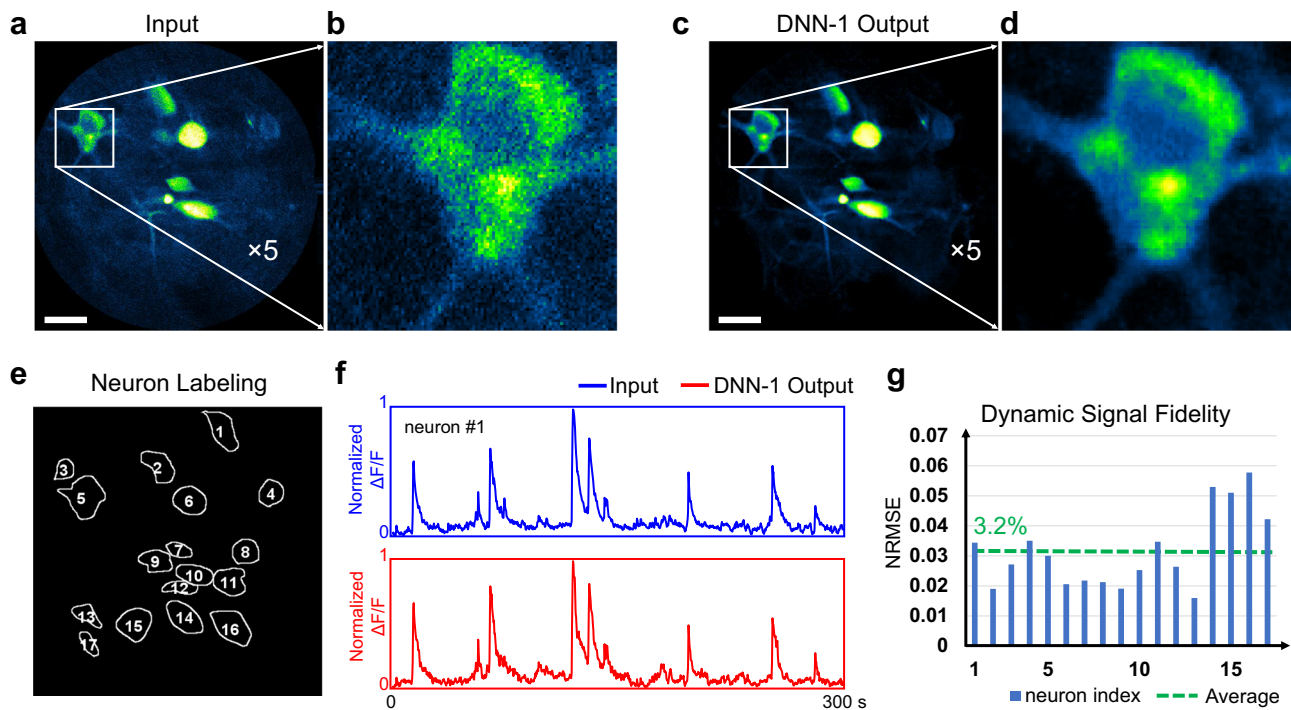 a Input b
×5
c DNN-1 Output d
×5
e Neuron Labeling
1
2
3
4
5
6
7
8
9
10
11
12
13
14
15
16
17
f
Input DNN-1 Output
1
Normalized
ΔF/F
0
neuron #1
1
Normalized
ΔF/F
0
0 300 s
g
Dynamic Signal Fidelity
NRMSE
0.07
0.06
0.05
0.04
0.03
0.02
0.01
0
3.2%
1 5 10 15
neuron index Average